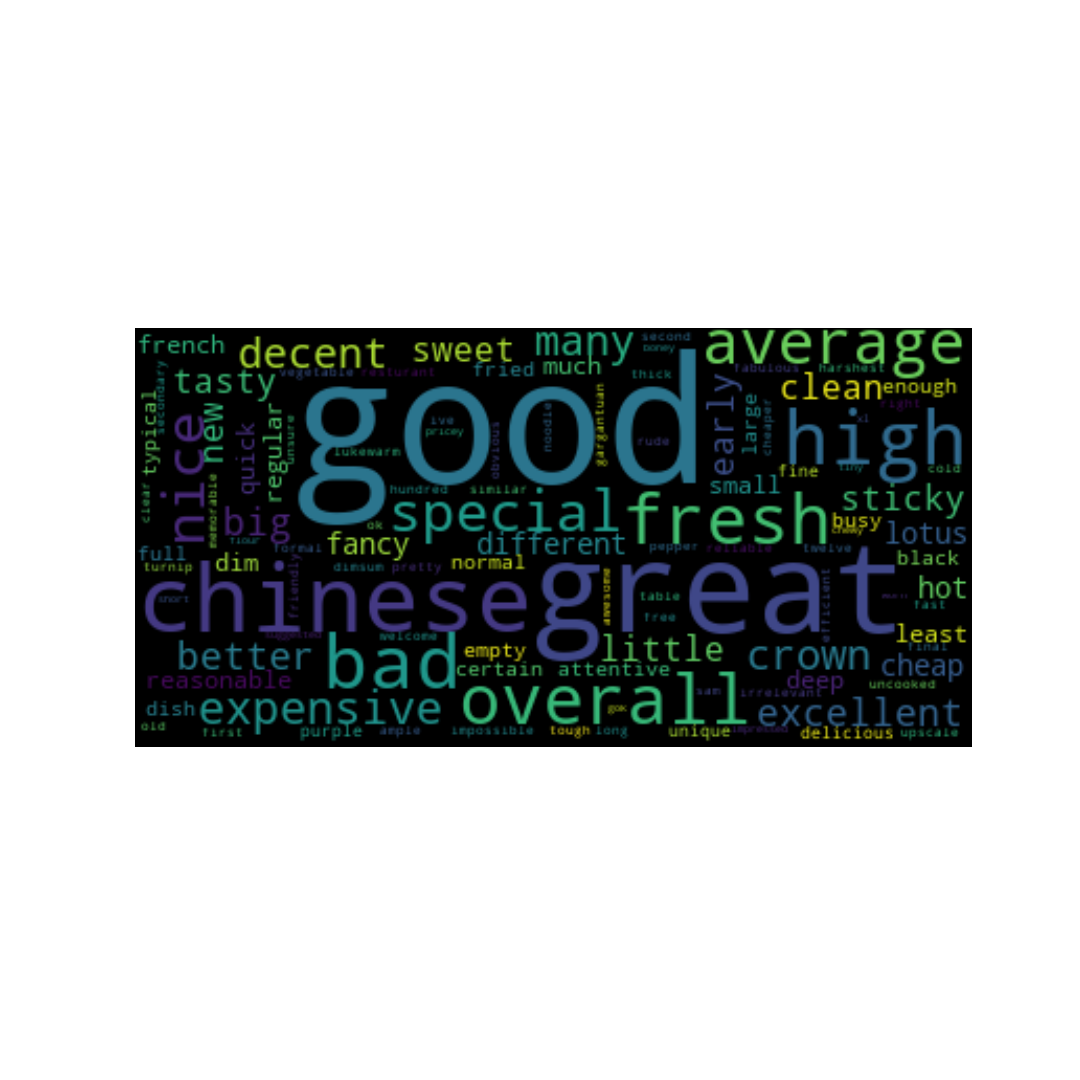 french
decent
sweet
many
second
boney
average
tasty
vegetable
resturant
fried
much
thick
fabulous
harshest
clean
enough
typical
secondary
nice
new
quick
regular
unsure
good
ive
pricey
obvious
noodle
gargantuan
rude
early
large
cheaper
right
xl
high
lukewarm
fine
tiny
cold
clear
memorable
hundred
similar
small
sticky
big
ok
special
fresh
busy
chewy
lotus
flour
formal
fancy
different
pepper
reliable
twelve
full
turnip
dim
dimsum
pretty
normal
black
chinese
short
friendly
great
awesome
table
free
efficient
hot
fast
suggested
welcome
least
final
better
bad
empty
little
crown
cheap
certain
attentive
reasonable
deep
uncooked
dish
expensive
overall
gok
sam
irrelevant
excellent
old
first
purple
ample
impossible
tough
long
unique
impressed
delicious
upscale